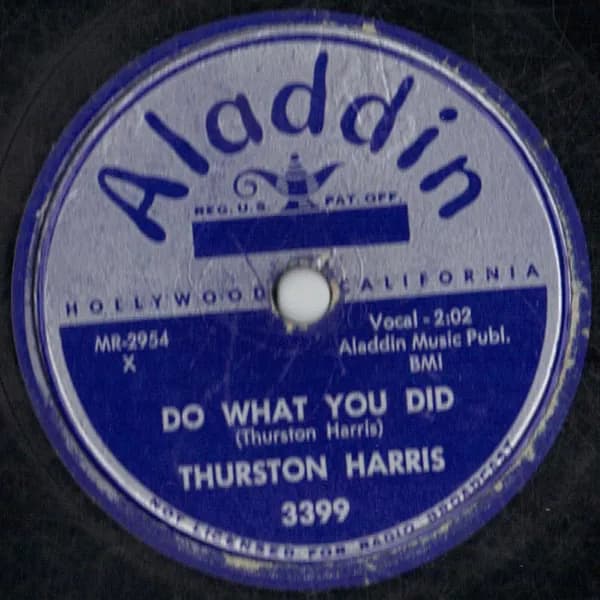 Aladdin
REG. U.S. PAT. OFF.
HOLLYWOOD CALIFORNIA
MR-2954
X
Vocal - 2:02
Aladdin Music Publ.
BMI
DO WHAT YOU DID
(Thurston Harris)
THURSTON HARRIS
3399
NOT LICENSED FOR RADIO BROADCAST